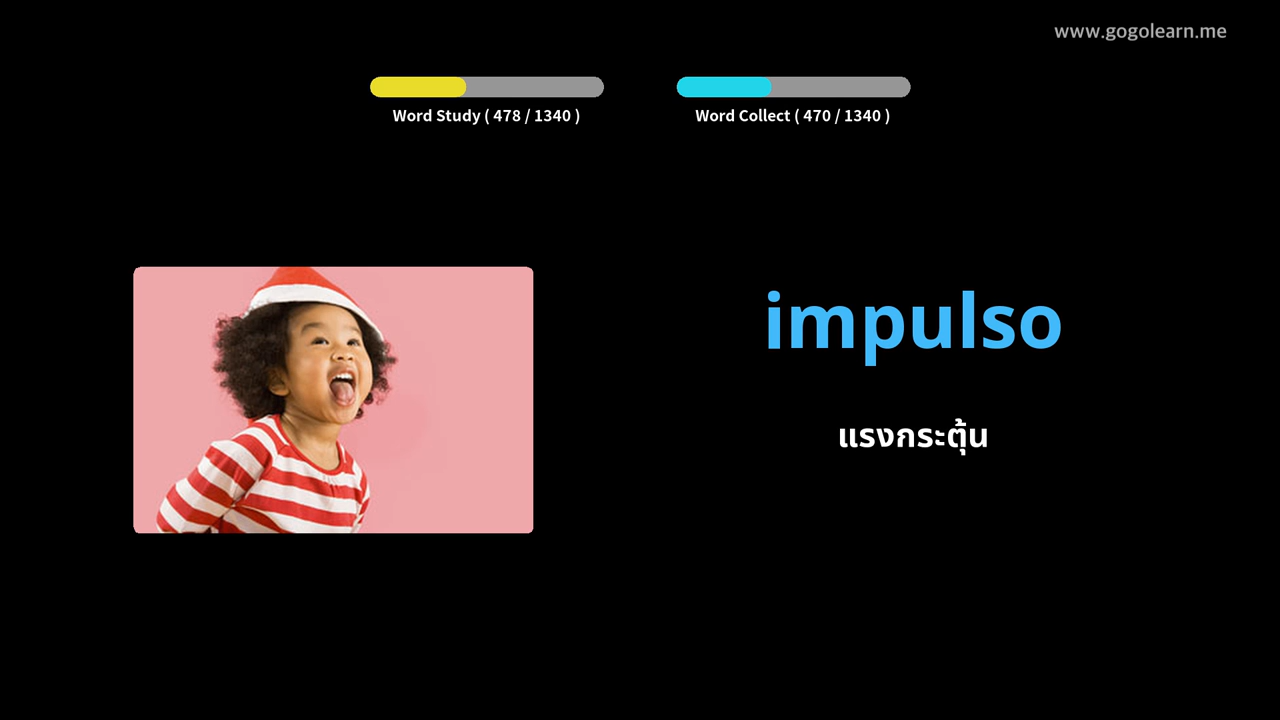 www.gogolearn.me
Word Study ( 478 / 1340 )
Word Collect ( 470 / 1340 )
impulso
แรงกระตุ้น